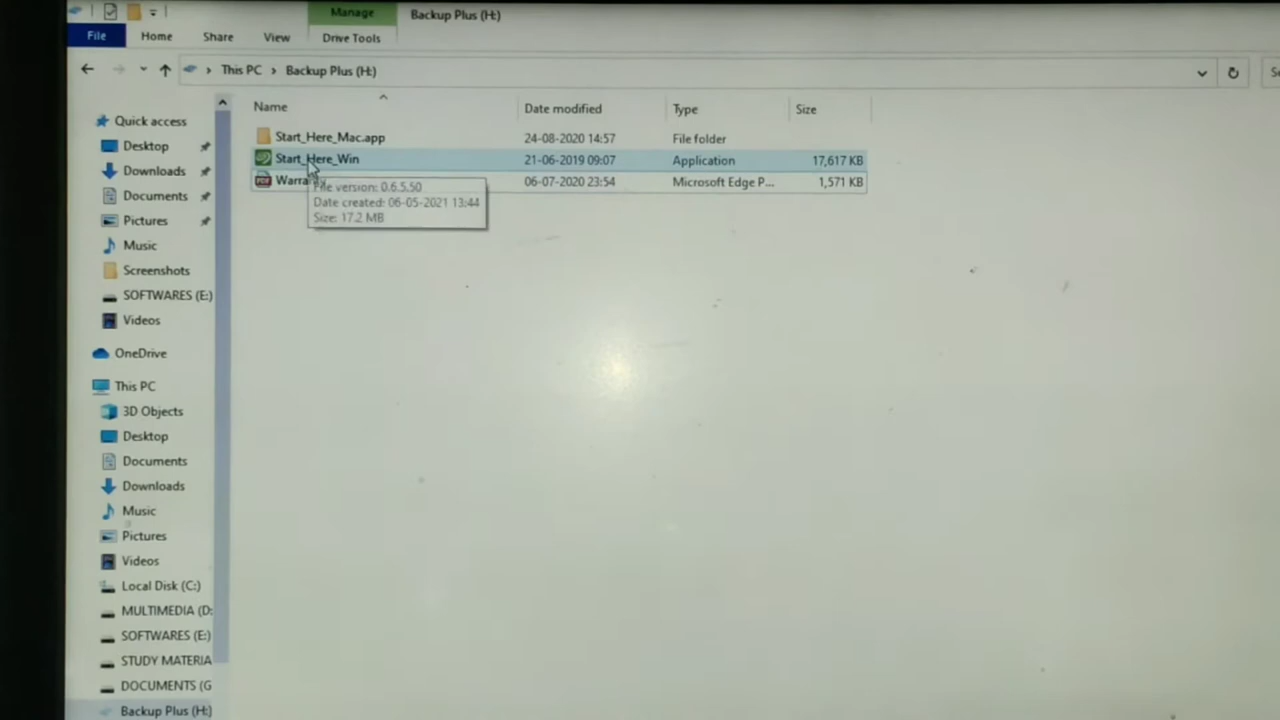 Manage
Backup Plus (H:)
File
Home
Share
View
Drive Tools
This PC > Backup Plus (H:)
Name
Date modified
Type
Size
Start_Here_Mac.app
24-08-2020 14:57
File folder
Start_Here_Win
21-06-2019 09:07
Application
17,617 KB
06-07-2020 23:54
Microsoft Edge P...
1,571 KB
File version: 0.6.5.50
Date created: 06-05-2021 13:44
Size: 17.2 MB
Quick access
Desktop
Downloads
Documents
Pictures
Music
Screenshots
SOFTWARES (E:)
Videos
OneDrive
This PC
3D Objects
Desktop
Documents
Downloads
Music
Pictures
Videos
Local Disk (C:)
MULTIMEDIA (D:
SOFTWARES (E:)
STUDY MATERIA
DOCUMENTS (G
Backup Plus (H:)